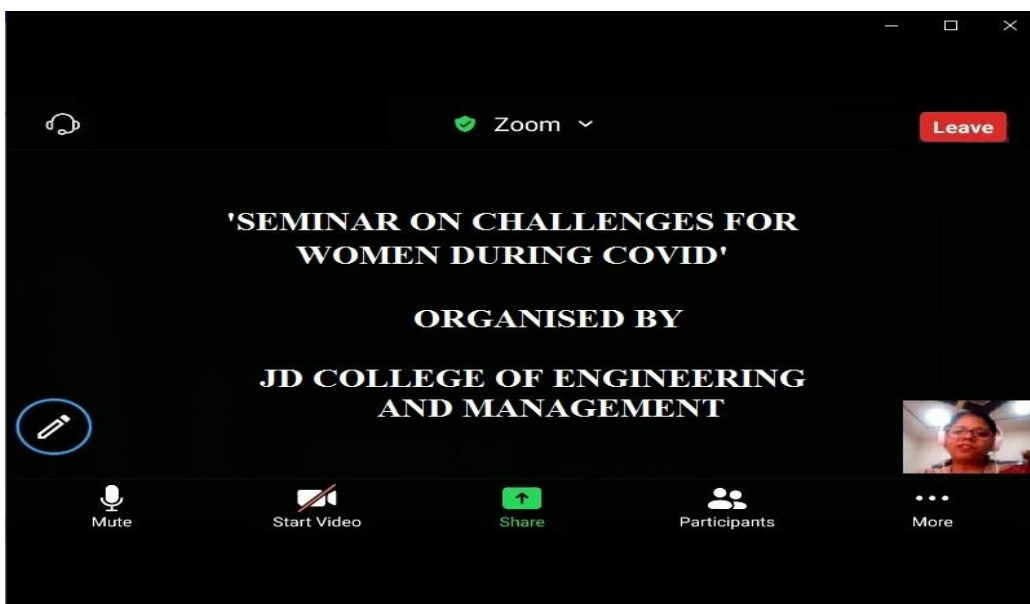 Zoom
Leave
'SEMINAR ON CHALLENGES FOR
WOMEN DURING COVID'
ORGANISED BY
JD COLLEGE OF ENGINEERING
AND MANAGEMENT
Mute
Start Video
Share
Participants
More